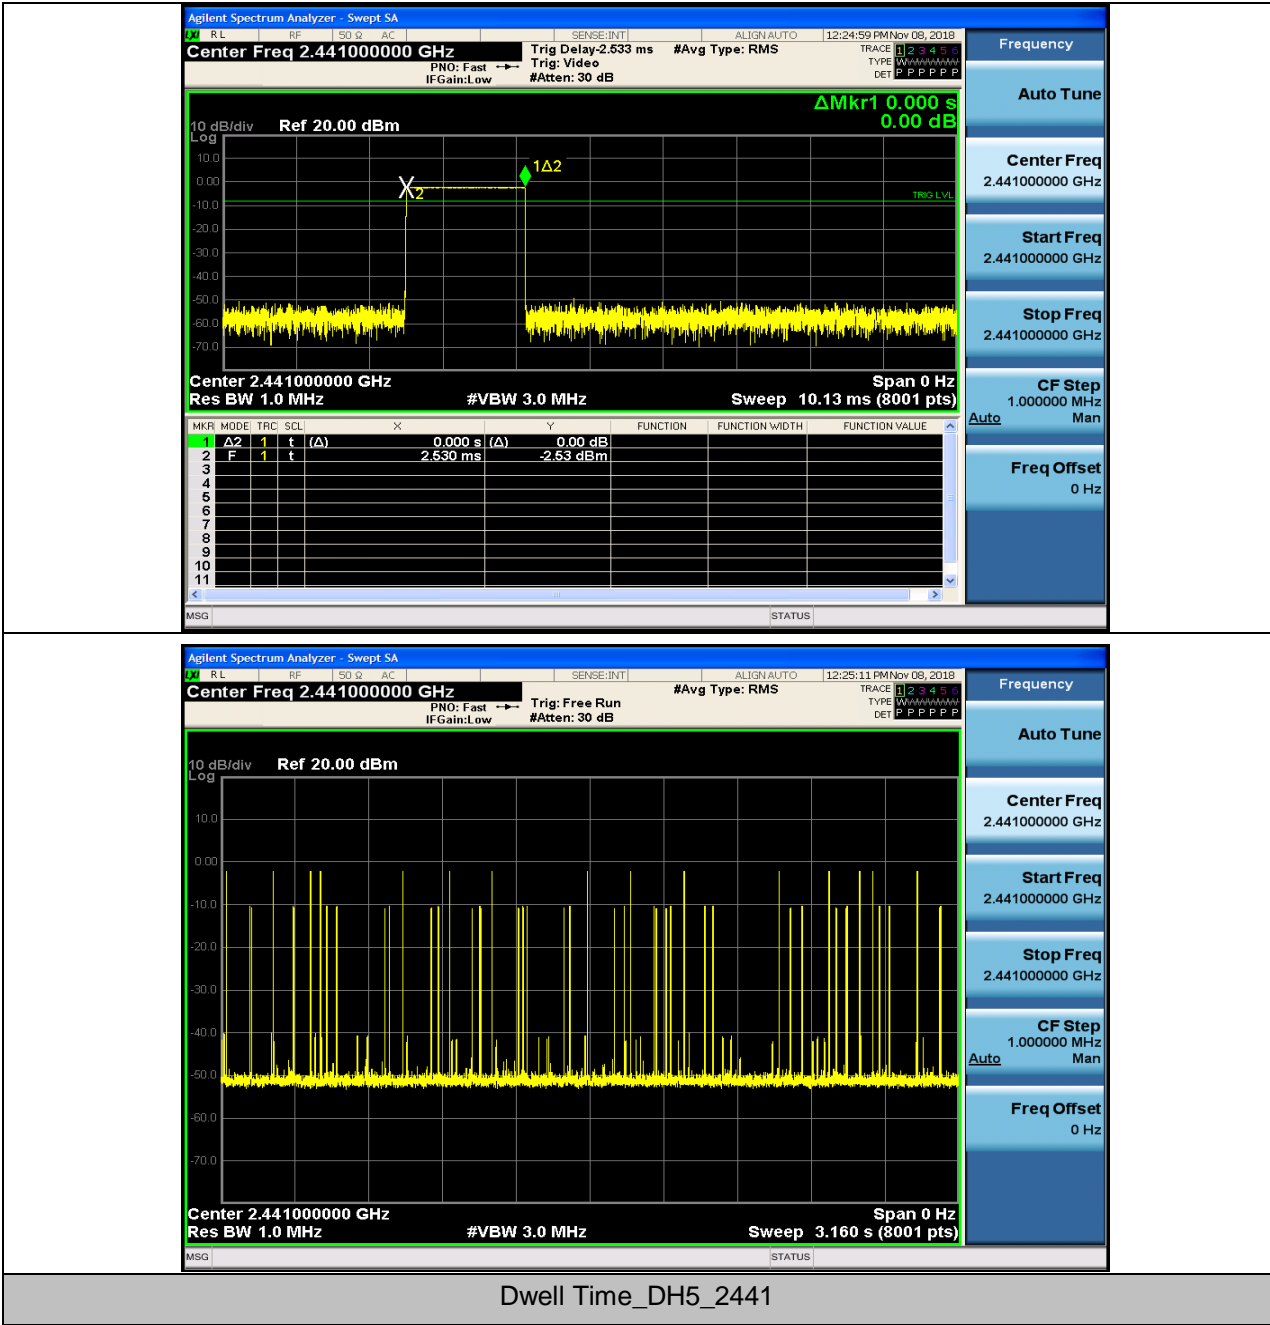 Agilent Spectrum Analyzer - Swept SA
LXI RL RF 50 Ω AC SENSE:INT ALIGN AUTO 12:24:59 PM Nov 08, 2018
Center Freq 2.441000000 GHz Trig Delay-2.533 ms #Avg Type: RMS TRACE 1 2 3 4 5 6
PNO: Fast Trig: Video TYPE WWWWWW
IFGain:Low #Atten: 30 dB DET P P P P P P
ΔMkr1 0.000 s
0.00 dB
10 dB/div Ref 20.00 dBm
Log
10.0
0.00
-10.0
-20.0
-30.0
-40.0
-50.0
-60.0
-70.0
1Δ2
X2
TRIG LVL
Center 2.441000000 GHz Span 0 Hz
Res BW 1.0 MHz #VBW 3.0 MHz Sweep 10.13 ms (8001 pts)
MKR MODE TRC SCL X Y FUNCTION FUNCTION WIDTH FUNCTION VALUE
1 Δ2 1 t (Δ) 0.000 s (Δ) 0.00 dB
2 F 1 t 2.530 ms -2.53 dBm
3
4
5
6
7
8
9
10
11
MSG STATUS
Frequency
Auto Tune
Center Freq
2.441000000 GHz
Start Freq
2.441000000 GHz
Stop Freq
2.441000000 GHz
CF Step
1.000000 MHz
Auto Man
Freq Offset
0 Hz
Agilent Spectrum Analyzer - Swept SA
LXI RL RF 50 Ω AC SENSE:INT ALIGN AUTO 12:25:11 PM Nov 08, 2018
Center Freq 2.441000000 GHz #Avg Type: RMS TRACE 1 2 3 4 5 6
PNO: Fast Trig: Free Run TYPE WWWWWW
IFGain:Low #Atten: 30 dB DET P P P P P P
10 dB/div Ref 20.00 dBm
Log
10.0
0.00
-10.0
-20.0
-30.0
-40.0
-50.0
-60.0
-70.0
Center 2.441000000 GHz Span 0 Hz
Res BW 1.0 MHz #VBW 3.0 MHz Sweep 3.160 s (8001 pts)
MSG STATUS
Frequency
Auto Tune
Center Freq
2.441000000 GHz
Start Freq
2.441000000 GHz
Stop Freq
2.441000000 GHz
CF Step
1.000000 MHz
Auto Man
Freq Offset
0 Hz
Dwell Time_DH5_2441